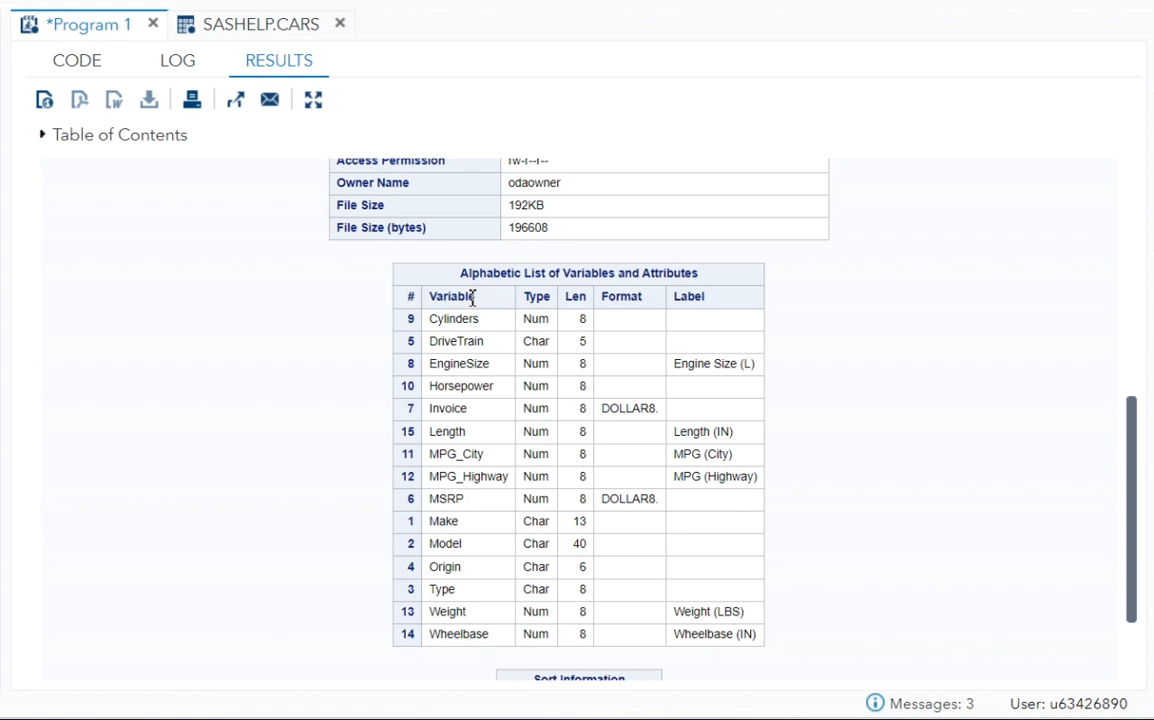 *Program 1 × SASHELP.CARS ×
CODE LOG RESULTS
Table of Contents
Access Permission rw-r--r--
Owner Name odaowner
File Size 192KB
File Size (bytes) 196608
Alphabetic List of Variables and Attributes
# Variable Type Len Format Label
9 Cylinders Num 8
5 DriveTrain Char 5
8 EngineSize Num 8 Engine Size (L)
10 Horsepower Num 8
7 Invoice Num 8 DOLLAR8.
15 Length Num 8 Length (IN)
11 MPG_City Num 8 MPG (City)
12 MPG_Highway Num 8 MPG (Highway)
6 MSRP Num 8 DOLLAR8.
1 Make Char 13
2 Model Char 40
4 Origin Char 6
3 Type Char 8
13 Weight Num 8 Weight (LBS)
14 Wheelbase Num 8 Wheelbase (IN)
Sort Information
Messages: 3 User: u63426890